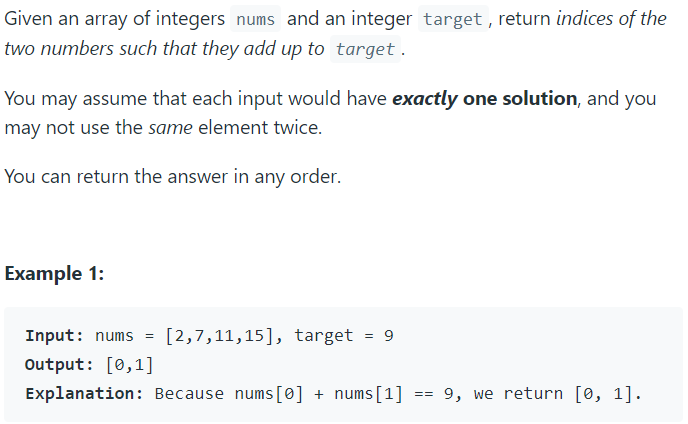 Given an array of integers nums and an integer target, return indices of the
two numbers such that they add up to target.
You may assume that each input would have exactly one solution, and you
may not use the same element twice.
You can return the answer in any order.
Example 1:
Input: nums = [2,7,11,15], target = 9
Output: [0,1]
Explanation: Because nums[0] + nums[1] == 9, we return [0, 1].